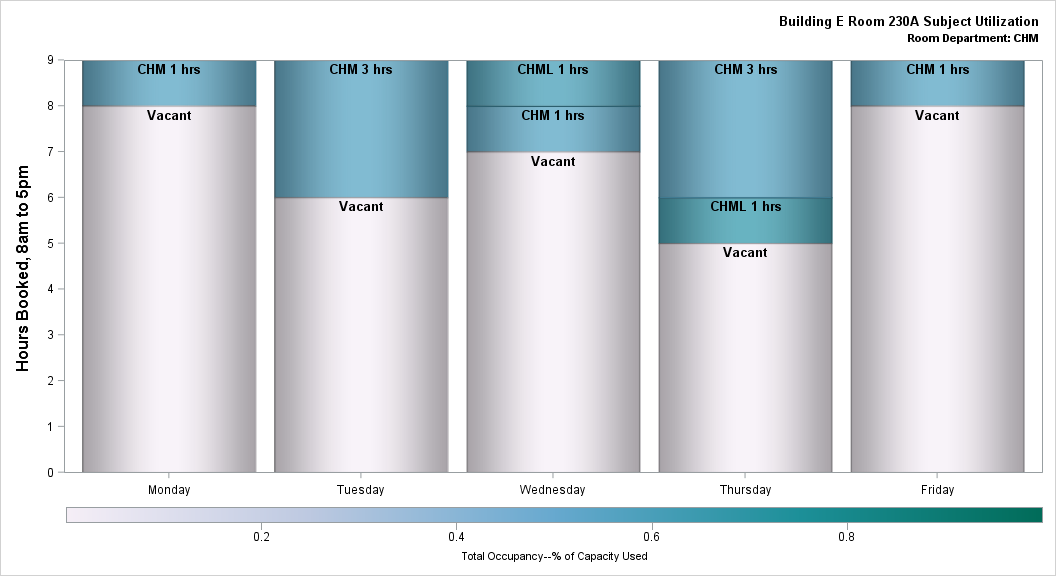 Building E Room 230A Subject Utilization
Room Department: CHM
Hours Booked, 8am to 5pm
9
8
7
6
5
4
3
2
1
0
CHM 1 hrs
Vacant
CHM 3 hrs
Vacant
CHML 1 hrs
CHM 1 hrs
Vacant
CHM 3 hrs
CHML 1 hrs
Vacant
CHM 1 hrs
Vacant
Monday Tuesday Wednesday Thursday Friday
0.2 0.4 0.6 0.8
Total Occupancy--% of Capacity Used